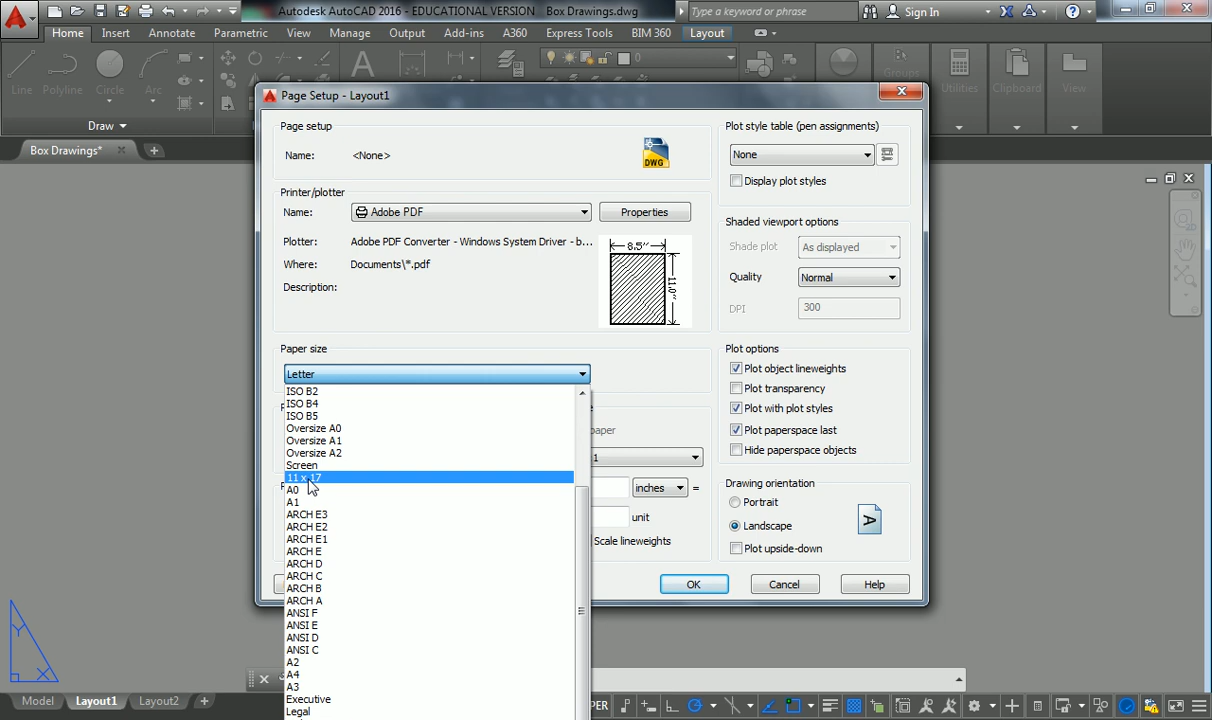 Autodesk AutoCAD 2016 - EDUCATIONAL VERSION Box Drawings.dwg
Type a keyword or phrase
Sign In
Home Insert Annotate Parametric View Manage Output Add-ins A360 Express Tools BIM 360 Layout
0
Line Polyline Circle Arc
Groups Utilities Clipboard View
Draw
Box Drawings*
Page Setup - Layout1
Page setup
Name: <None>
DWG
Printer/plotter
Name: Adobe PDF Properties
Plotter: Adobe PDF Converter - Windows System Driver - b...
Where: Documents\*.pdf
Description:
8.5''
11.0''
Paper size
Letter
ISO B2
ISO B4
ISO B5
Oversize A0
Oversize A1
Oversize A2
Screen
11 x 17
A0
A1
ARCH E3
ARCH E2
ARCH E1
ARCH E
ARCH D
ARCH C
ARCH B
ARCH A
ANSI F
ANSI E
ANSI D
ANSI C
A2
A4
A3
Executive
Legal
paper
1
inches =
unit
Scale lineweights
Plot style table (pen assignments)
None
Display plot styles
Shaded viewport options
Shade plot As displayed
Quality Normal
DPI 300
Plot options
Plot object lineweights
Plot transparency
Plot with plot styles
Plot paperspace last
Hide paperspace objects
Drawing orientation
Portrait
Landscape
A
Plot upside-down
OK Cancel Help
Y
X
Model Layout1 Layout2
PER